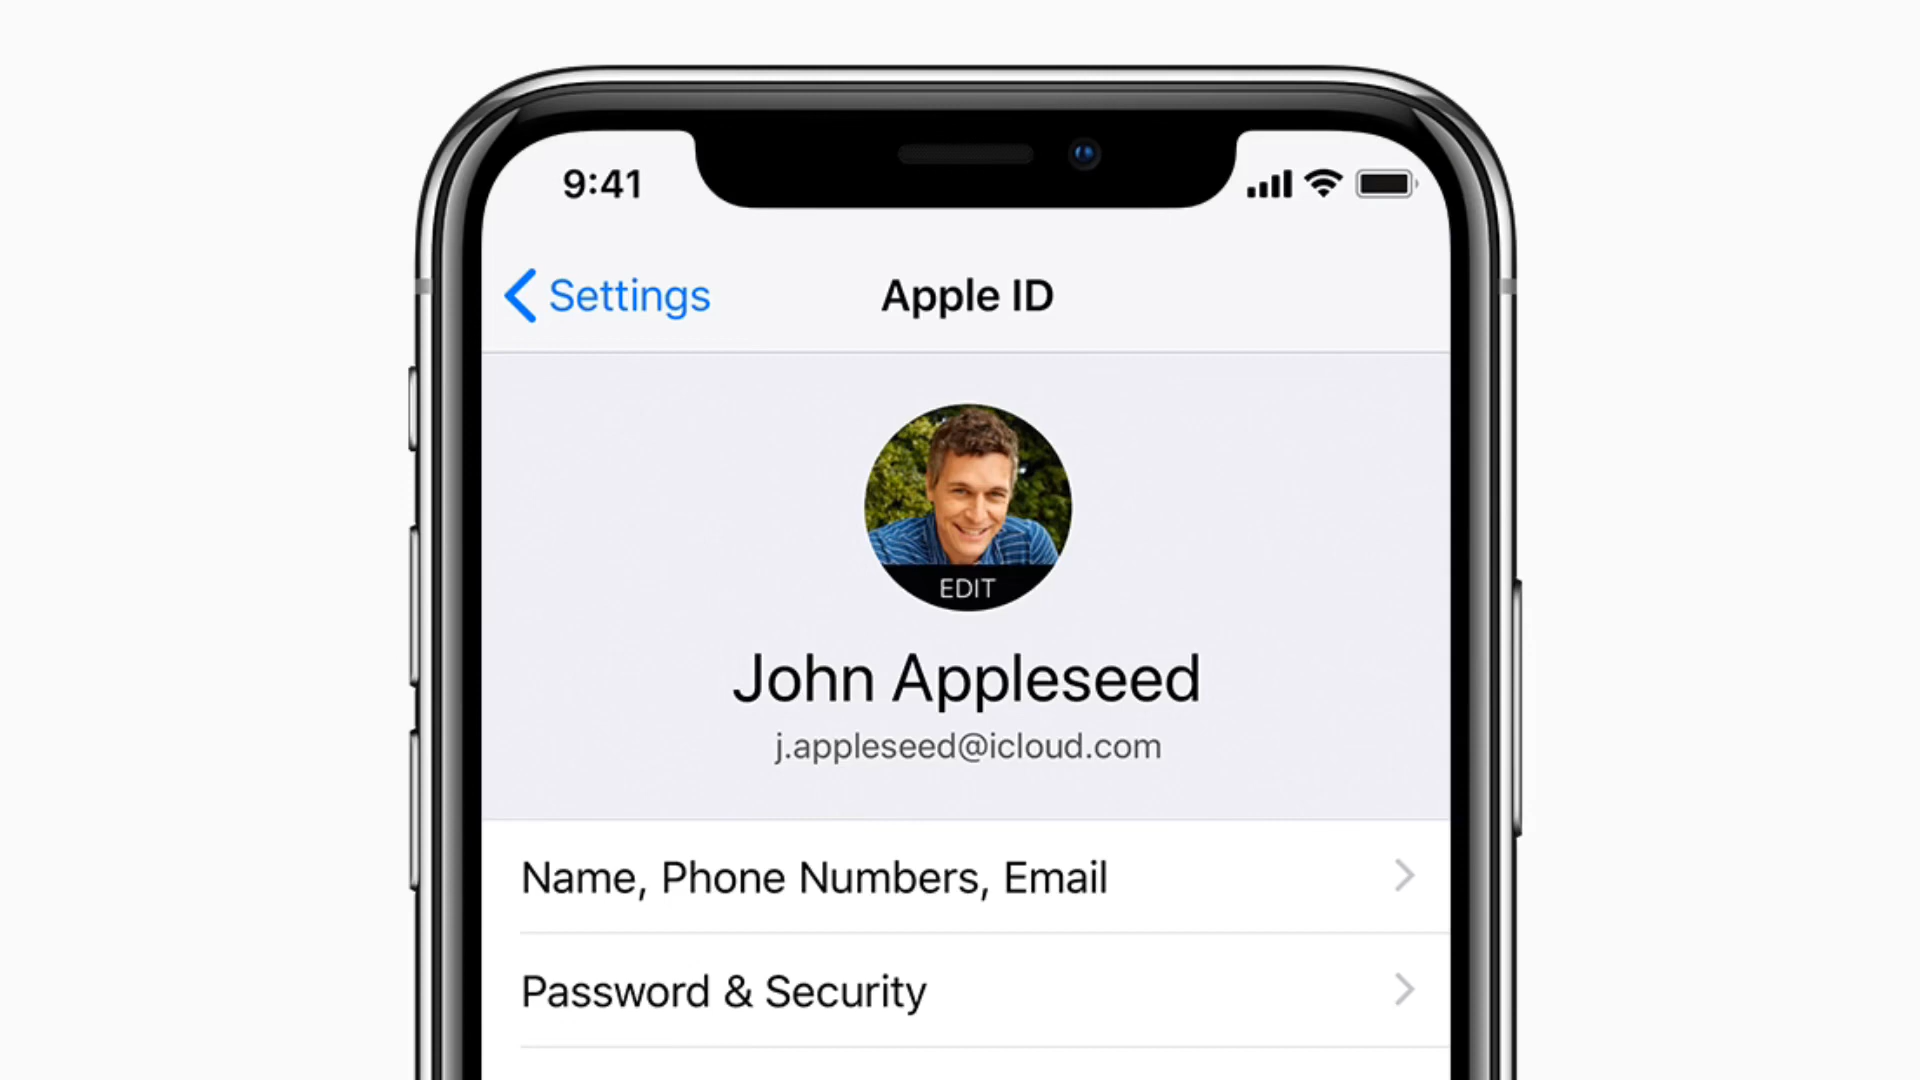 9:41
Settings
Apple ID
EDIT
John Appleseed
j.appleseed@icloud.com
Name, Phone Numbers, Email
Password & Security